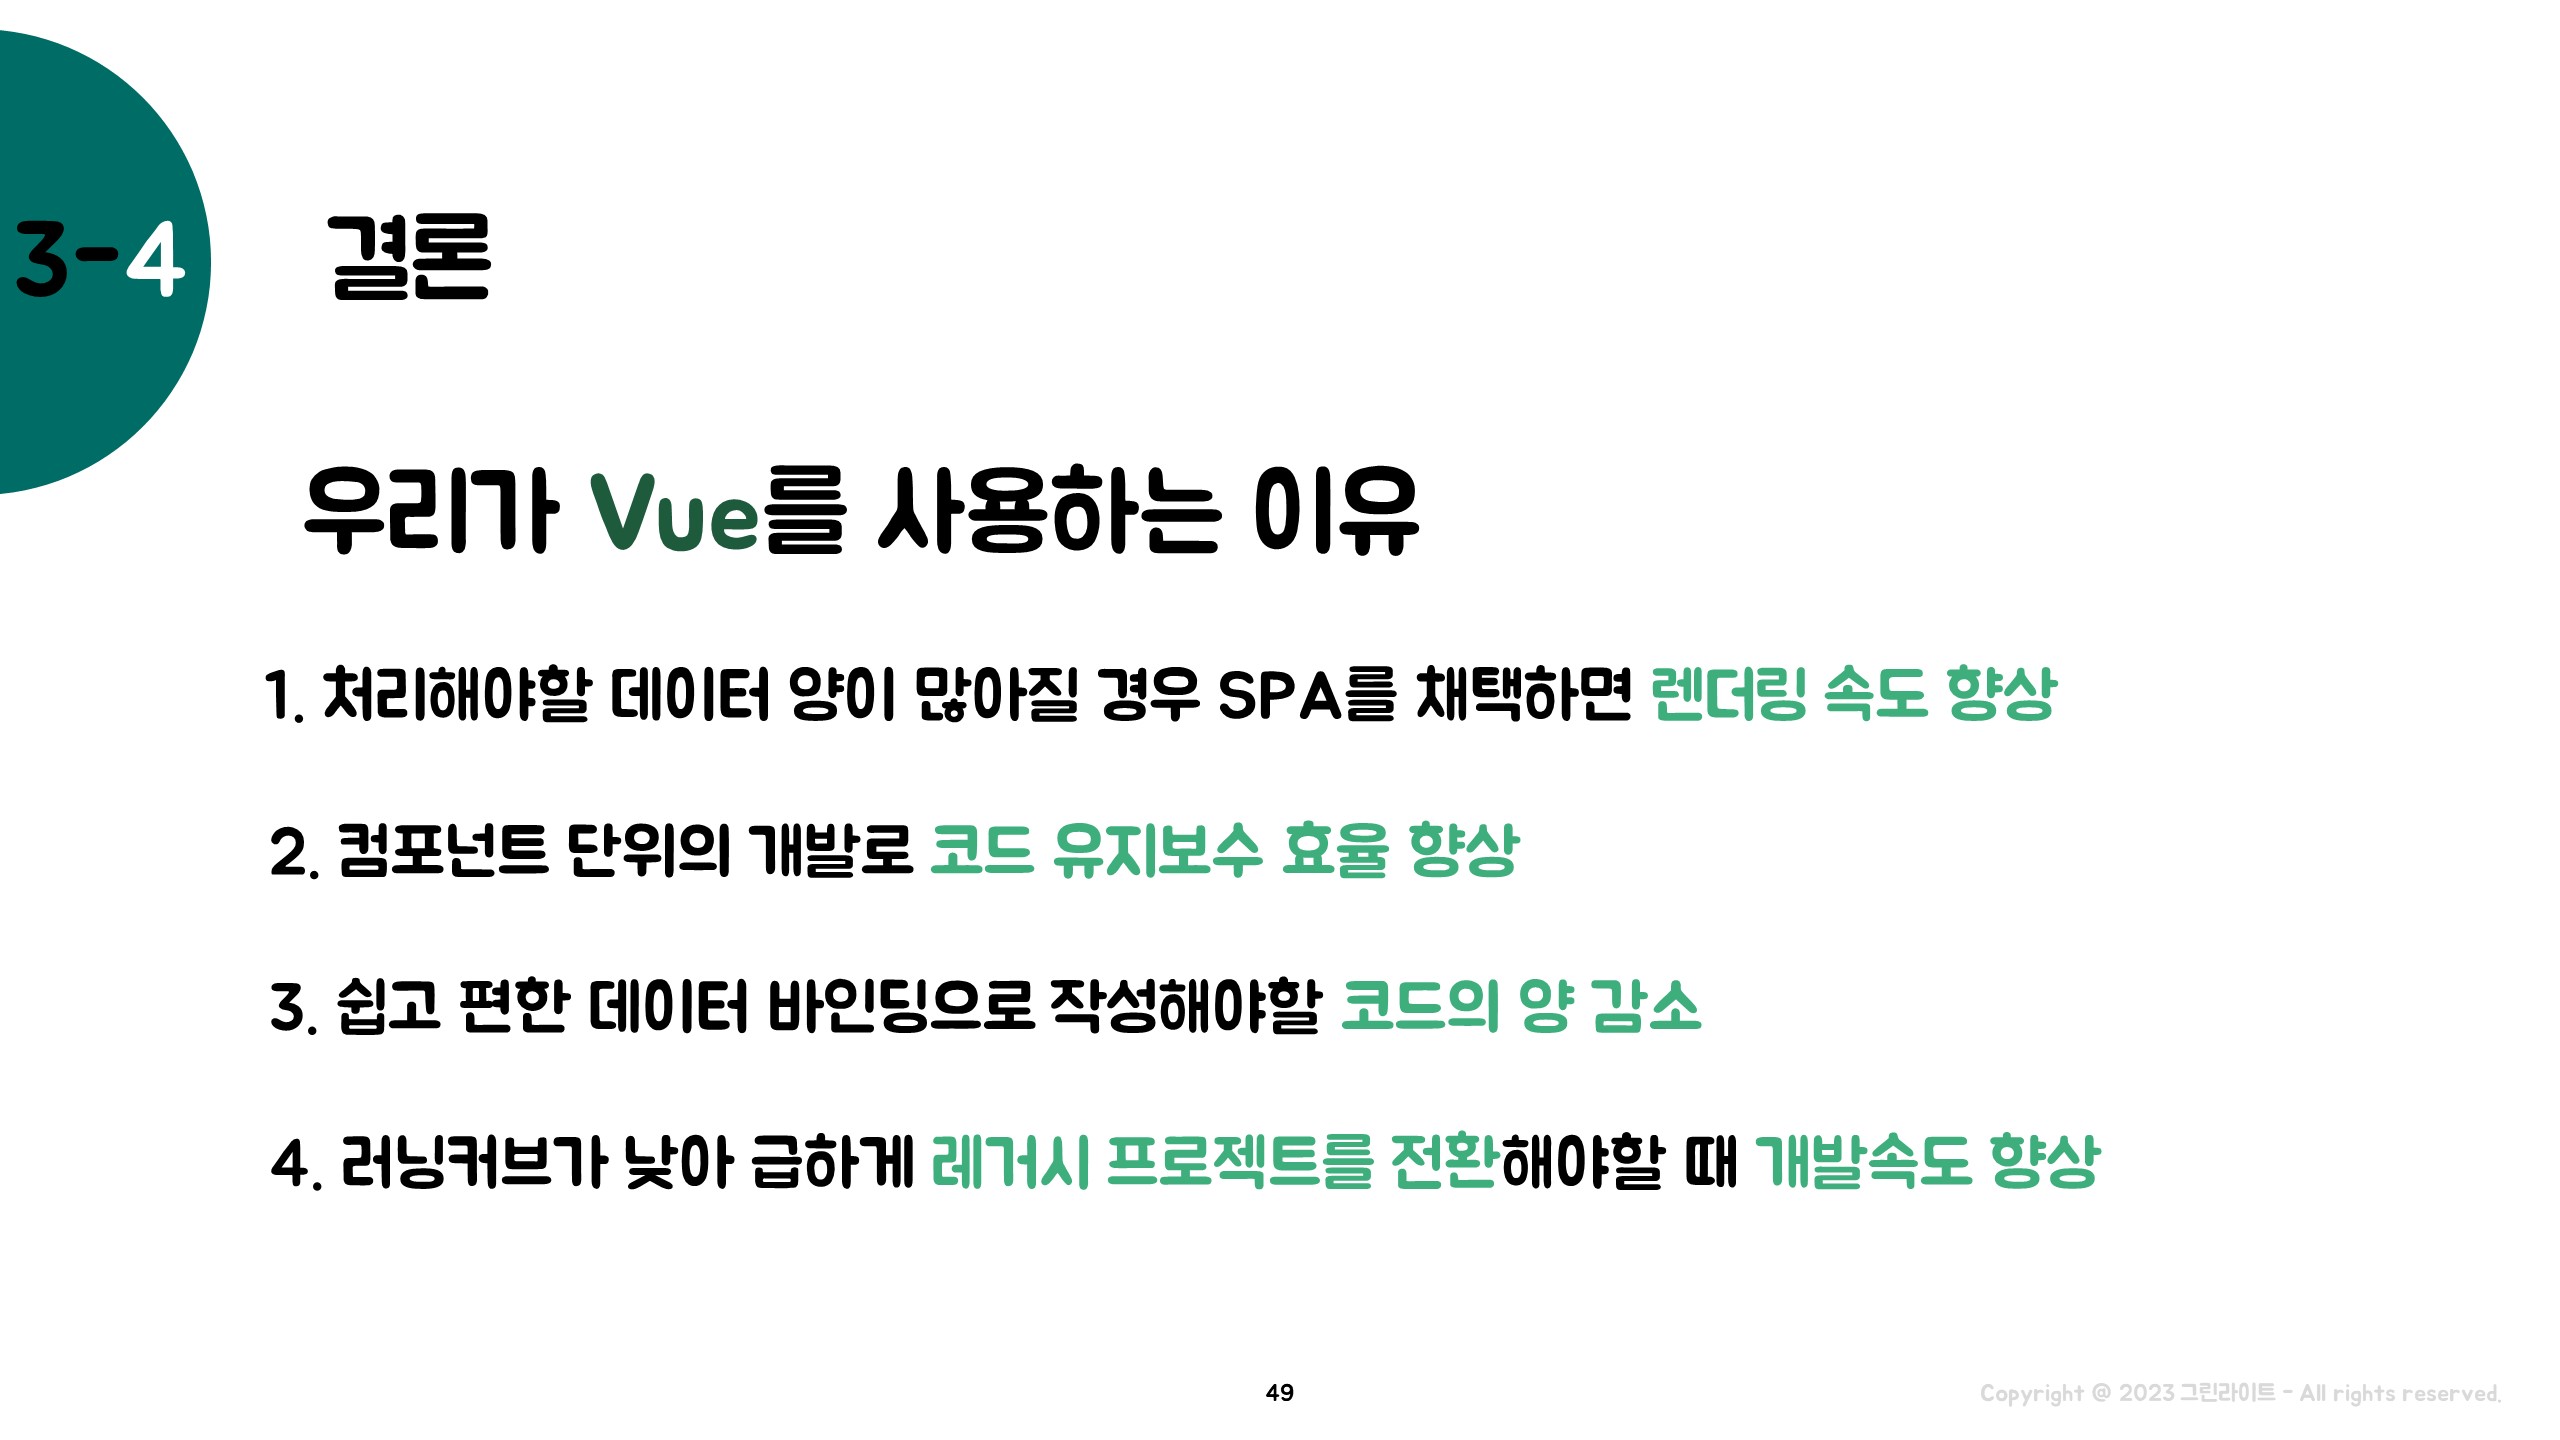 3-4
결론
우리가 Vue를 사용하는 이유
1. 처리해야할 데이터 양이 많아질 경우 SPA를 채택하면 렌더링 속도 향상
2. 컴포넌트 단위의 개발로 코드 유지보수 효율 향상
3. 쉽고 편한 데이터 바인딩으로 작성해야할 코드의 양 감소
4. 러닝커브가 낮아 급하게 레거시 프로젝트를 전환해야할 때 개발속도 향상
49
Copyright @ 2023 그린라이트 - All rights reserved.